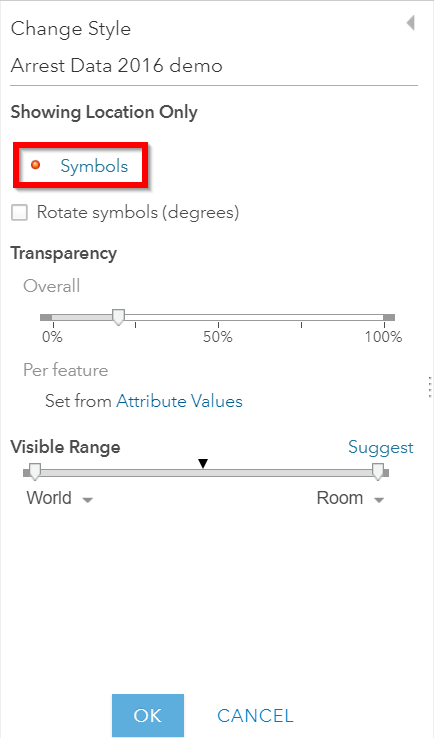 Change Style
Arrest Data 2016 demo
Showing Location Only
Symbols
Rotate symbols (degrees)
Transparency
Overall
0% 50% 100%
Per feature
Set from Attribute Values
Visible Range Suggest
World Room
OK CANCEL